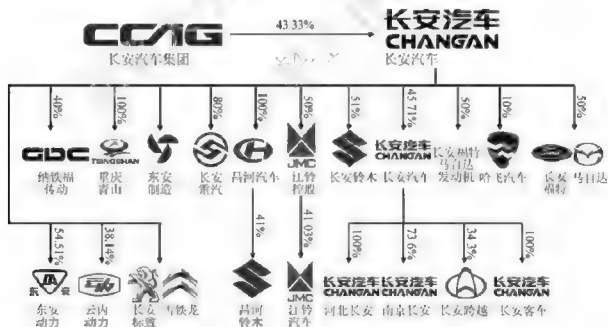 CCAG
长安汽车集团
43.33%
长安汽车
CHANGAN
长安汽车
40%
100%
80%
100%
50%
51%
45.71%
50%
10%
50%
GDC
纳铁福
传动
TSINGSHAN
重庆
青山
东安
制造
长安
重汽
昌河汽车
JMC
江铃
控股
长安铃木
长安汽车
CHANGAN
长安汽车
长安福特
马自达
发动机
哈飞汽车
Ford
长安
福特
马自达
41%
41.03%
54.51%
38.14%
100%
73.6%
34.3%
100%
东安
东安
动力
云内
动力
长安
标致
雪铁龙
昌河
铃木
JMC
江铃
汽车
长安汽车
CHANGAN
河北长安
长安汽车
CHANGAN
南京长安
长安跨越
长安汽车
CHANGAN
长安客车